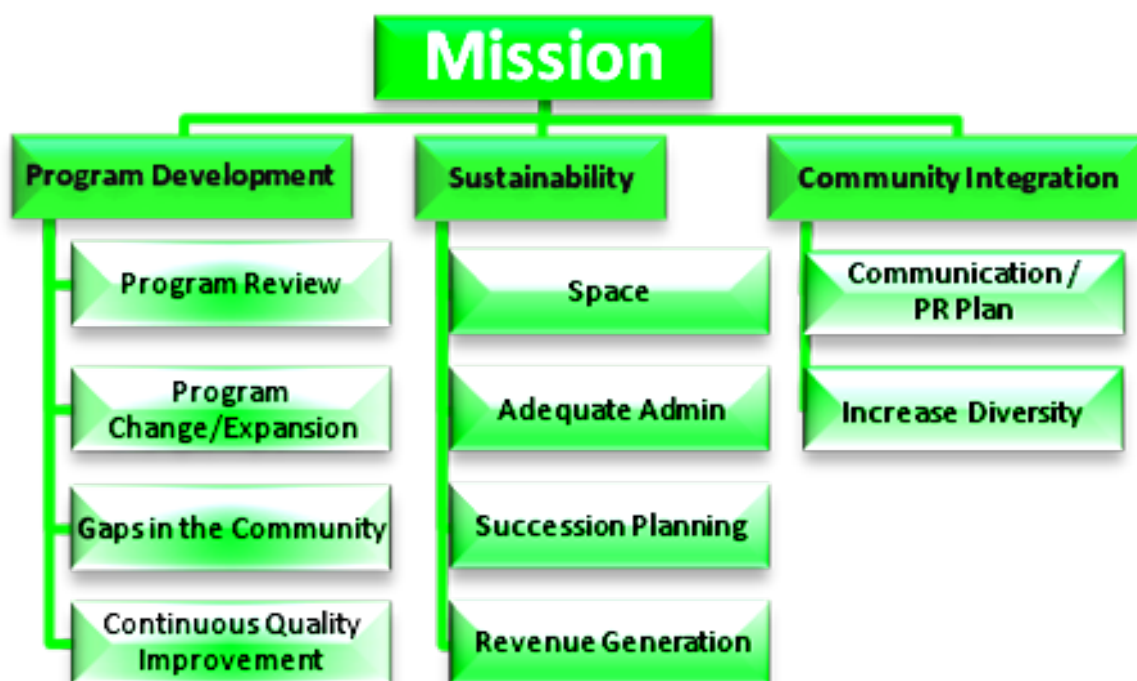 Mission
Program Development
Program Review
Program
Change/Expansion
Gaps in the Community
Continuous Quality
Improvement
Sustainability
Space
Adequate Admin
Succession Planning
Revenue Generation
Community Integration
Communication /
PR Plan
Increase Diversity